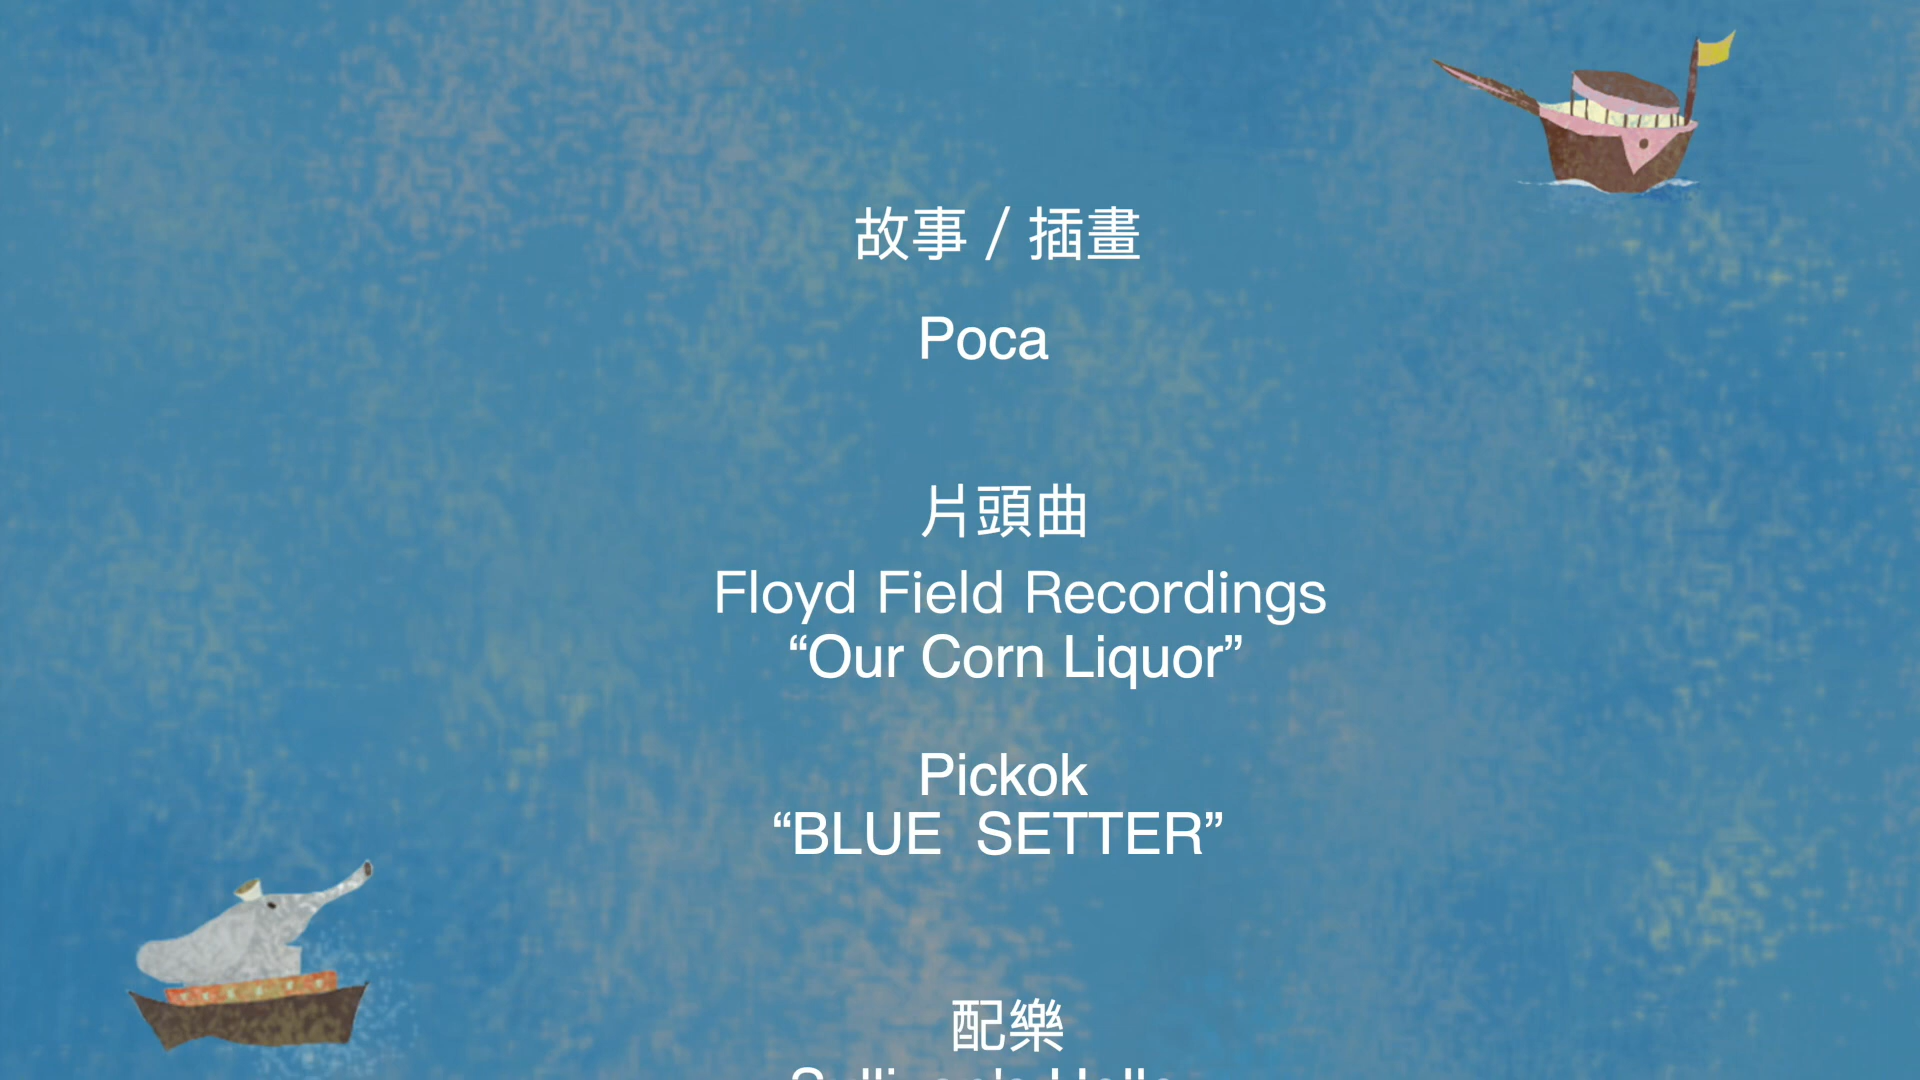 故事 / 插畫
Poca
片頭曲
Floyd Field Recordings
“Our Corn Liquor”
Pickok
“BLUE  SETTER”
配樂